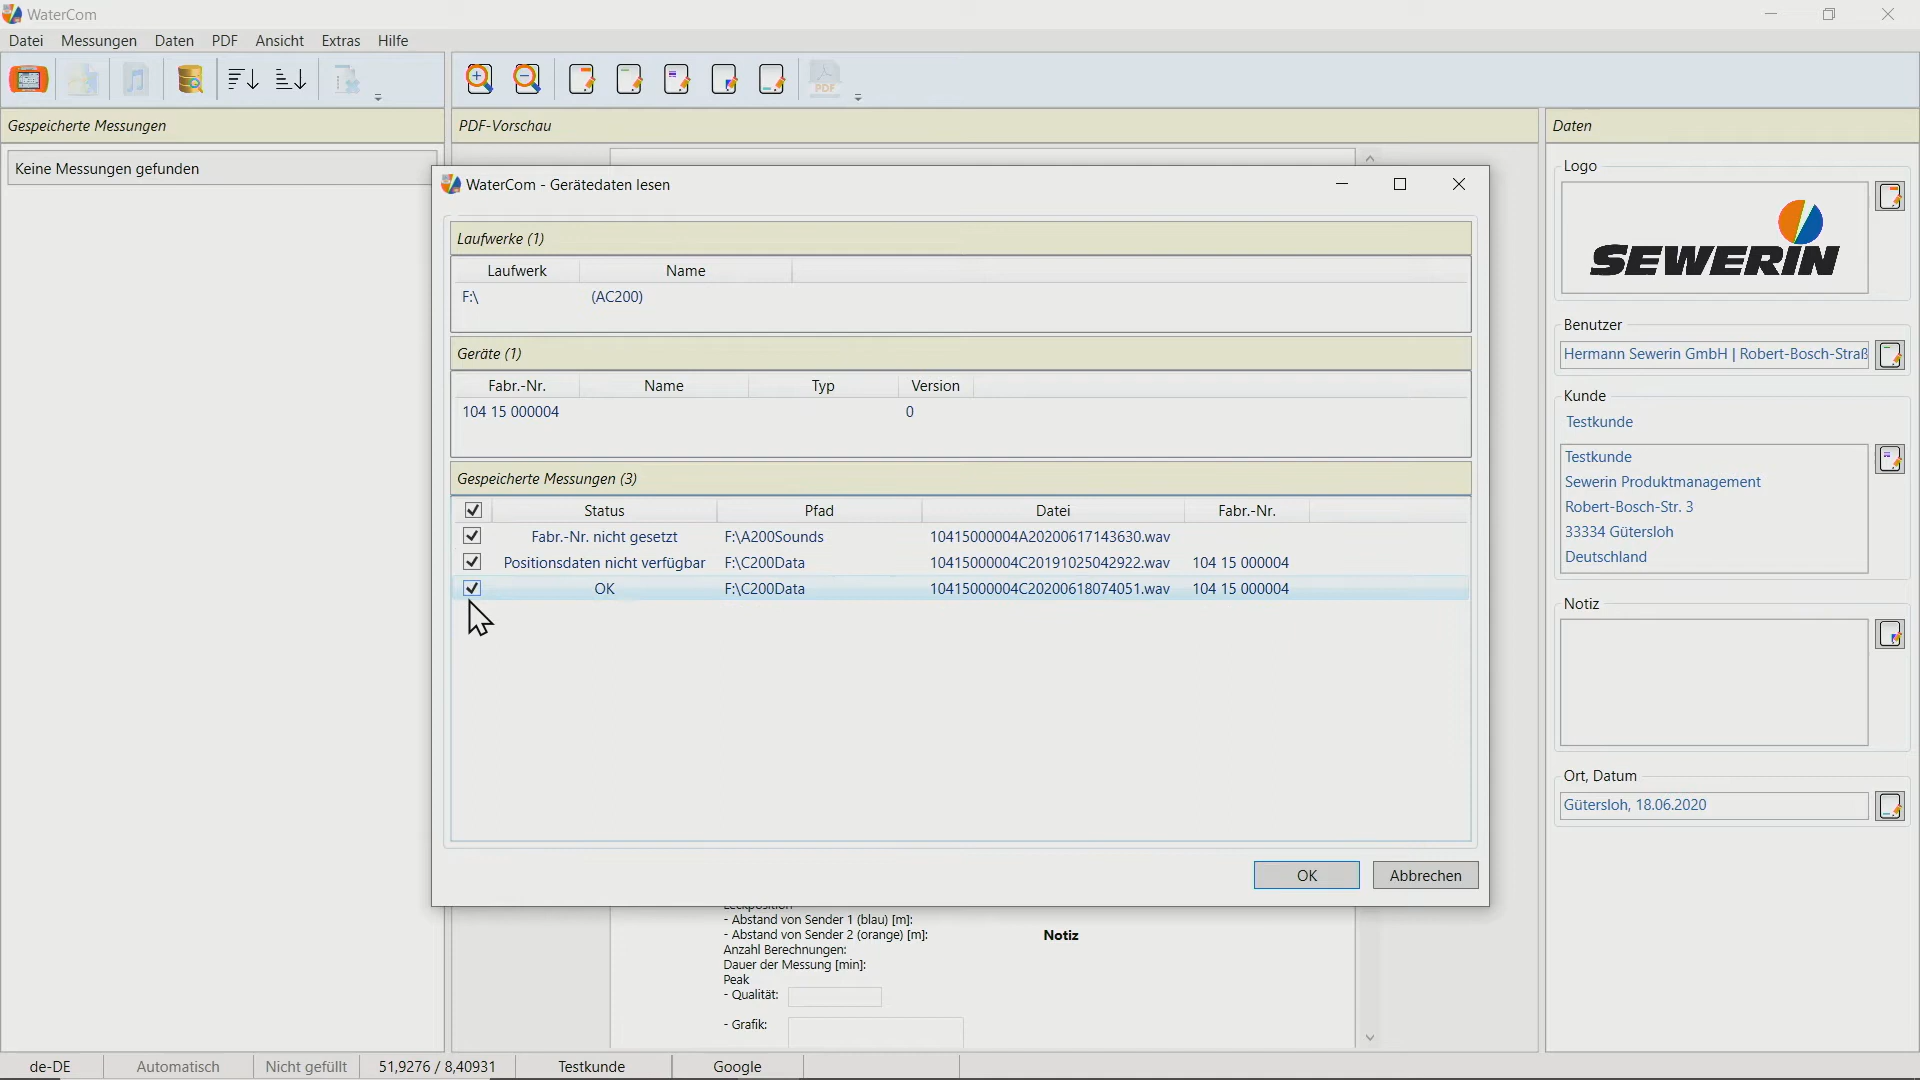 WaterCom
Datei Messungen Daten PDF Ansicht Extras Hilfe
PDF
Gespeicherte Messungen
PDF-Vorschau
Daten
Keine Messungen gefunden
WaterCom - Gerätedaten lesen
Laufwerke (1)
Laufwerk Name
F:\ (AC200)
Geräte (1)
Fabr.-Nr. Name Typ Version
104 15 000004 0
Gespeicherte Messungen (3)
Status Pfad Datei Fabr.-Nr.
Fabr.-Nr. nicht gesetzt F:\A200Sounds 10415000004A20200617143630.wav
Positionsdaten nicht verfügbar F:\C200Data 10415000004C20191025042922.wav 104 15 000004
OK F:\C200Data 10415000004C20200618074051.wav 104 15 000004
OK Abbrechen
- Abstand von Sender 1 (blau) [m]:
- Abstand von Sender 2 (orange) [m]:
Anzahl Berechnungen:
Dauer der Messung [min]:
Peak
- Qualität:
- Grafik:
Notiz
Logo
SEWERIN
Benutzer
Hermann Sewerin GmbH | Robert-Bosch-Straß
Kunde
Testkunde
Testkunde
Sewerin Produktmanagement
Robert-Bosch-Str. 3
33334 Gütersloh
Deutschland
Notiz
Ort, Datum
Gütersloh, 18.06.2020
de-DE Automatisch Nicht gefüllt 51,9276 / 8,40931 Testkunde Google